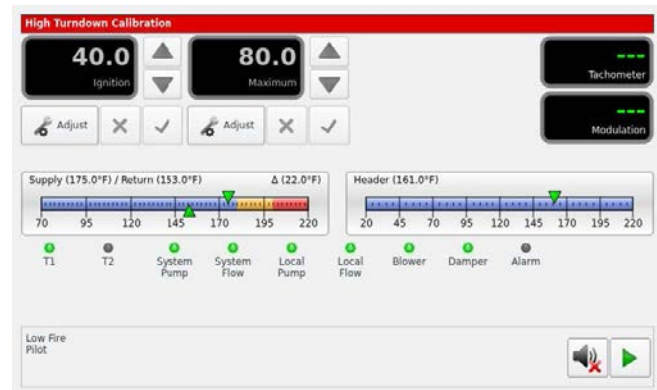 High Turndown Calibration
40.0
Ignition
80.0
Maximum
---
Tachometer
Adjust
Adjust
---
Modulation
Supply (175.0°F) / Return (153.0°F) Δ (22.0°F)
70 95 120 145 170 195 220
Header (161.0°F)
20 45 70 95 120 145 170 195 220
T1
T2
System
Pump
System
Flow
Local
Pump
Local
Flow
Blower
Damper
Alarm
Low Fire
Pilot